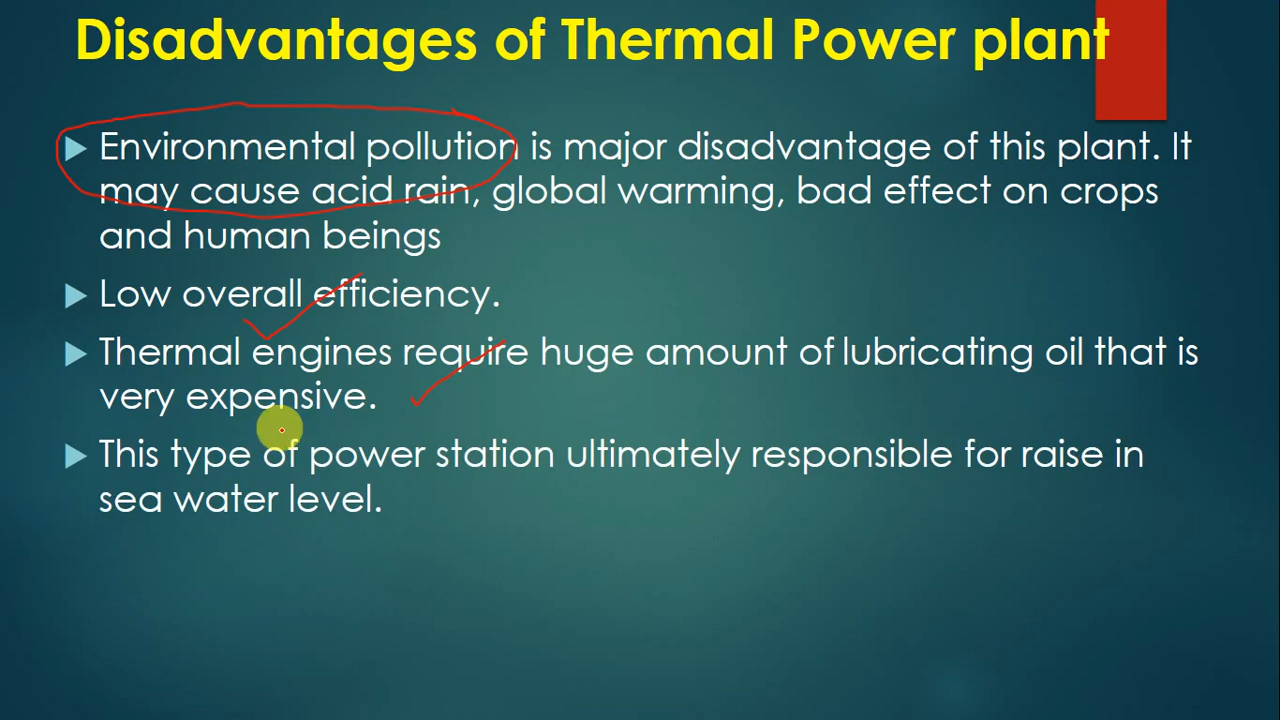 Disadvantages of Thermal Power plant
Environmental pollution is major disadvantage of this plant. It
may cause acid rain, global warming, bad effect on crops
and human beings
Low overall efficiency.
Thermal engines require huge amount of lubricating oil that is
very expensive.
This type of power station ultimately responsible for raise in
sea water level.